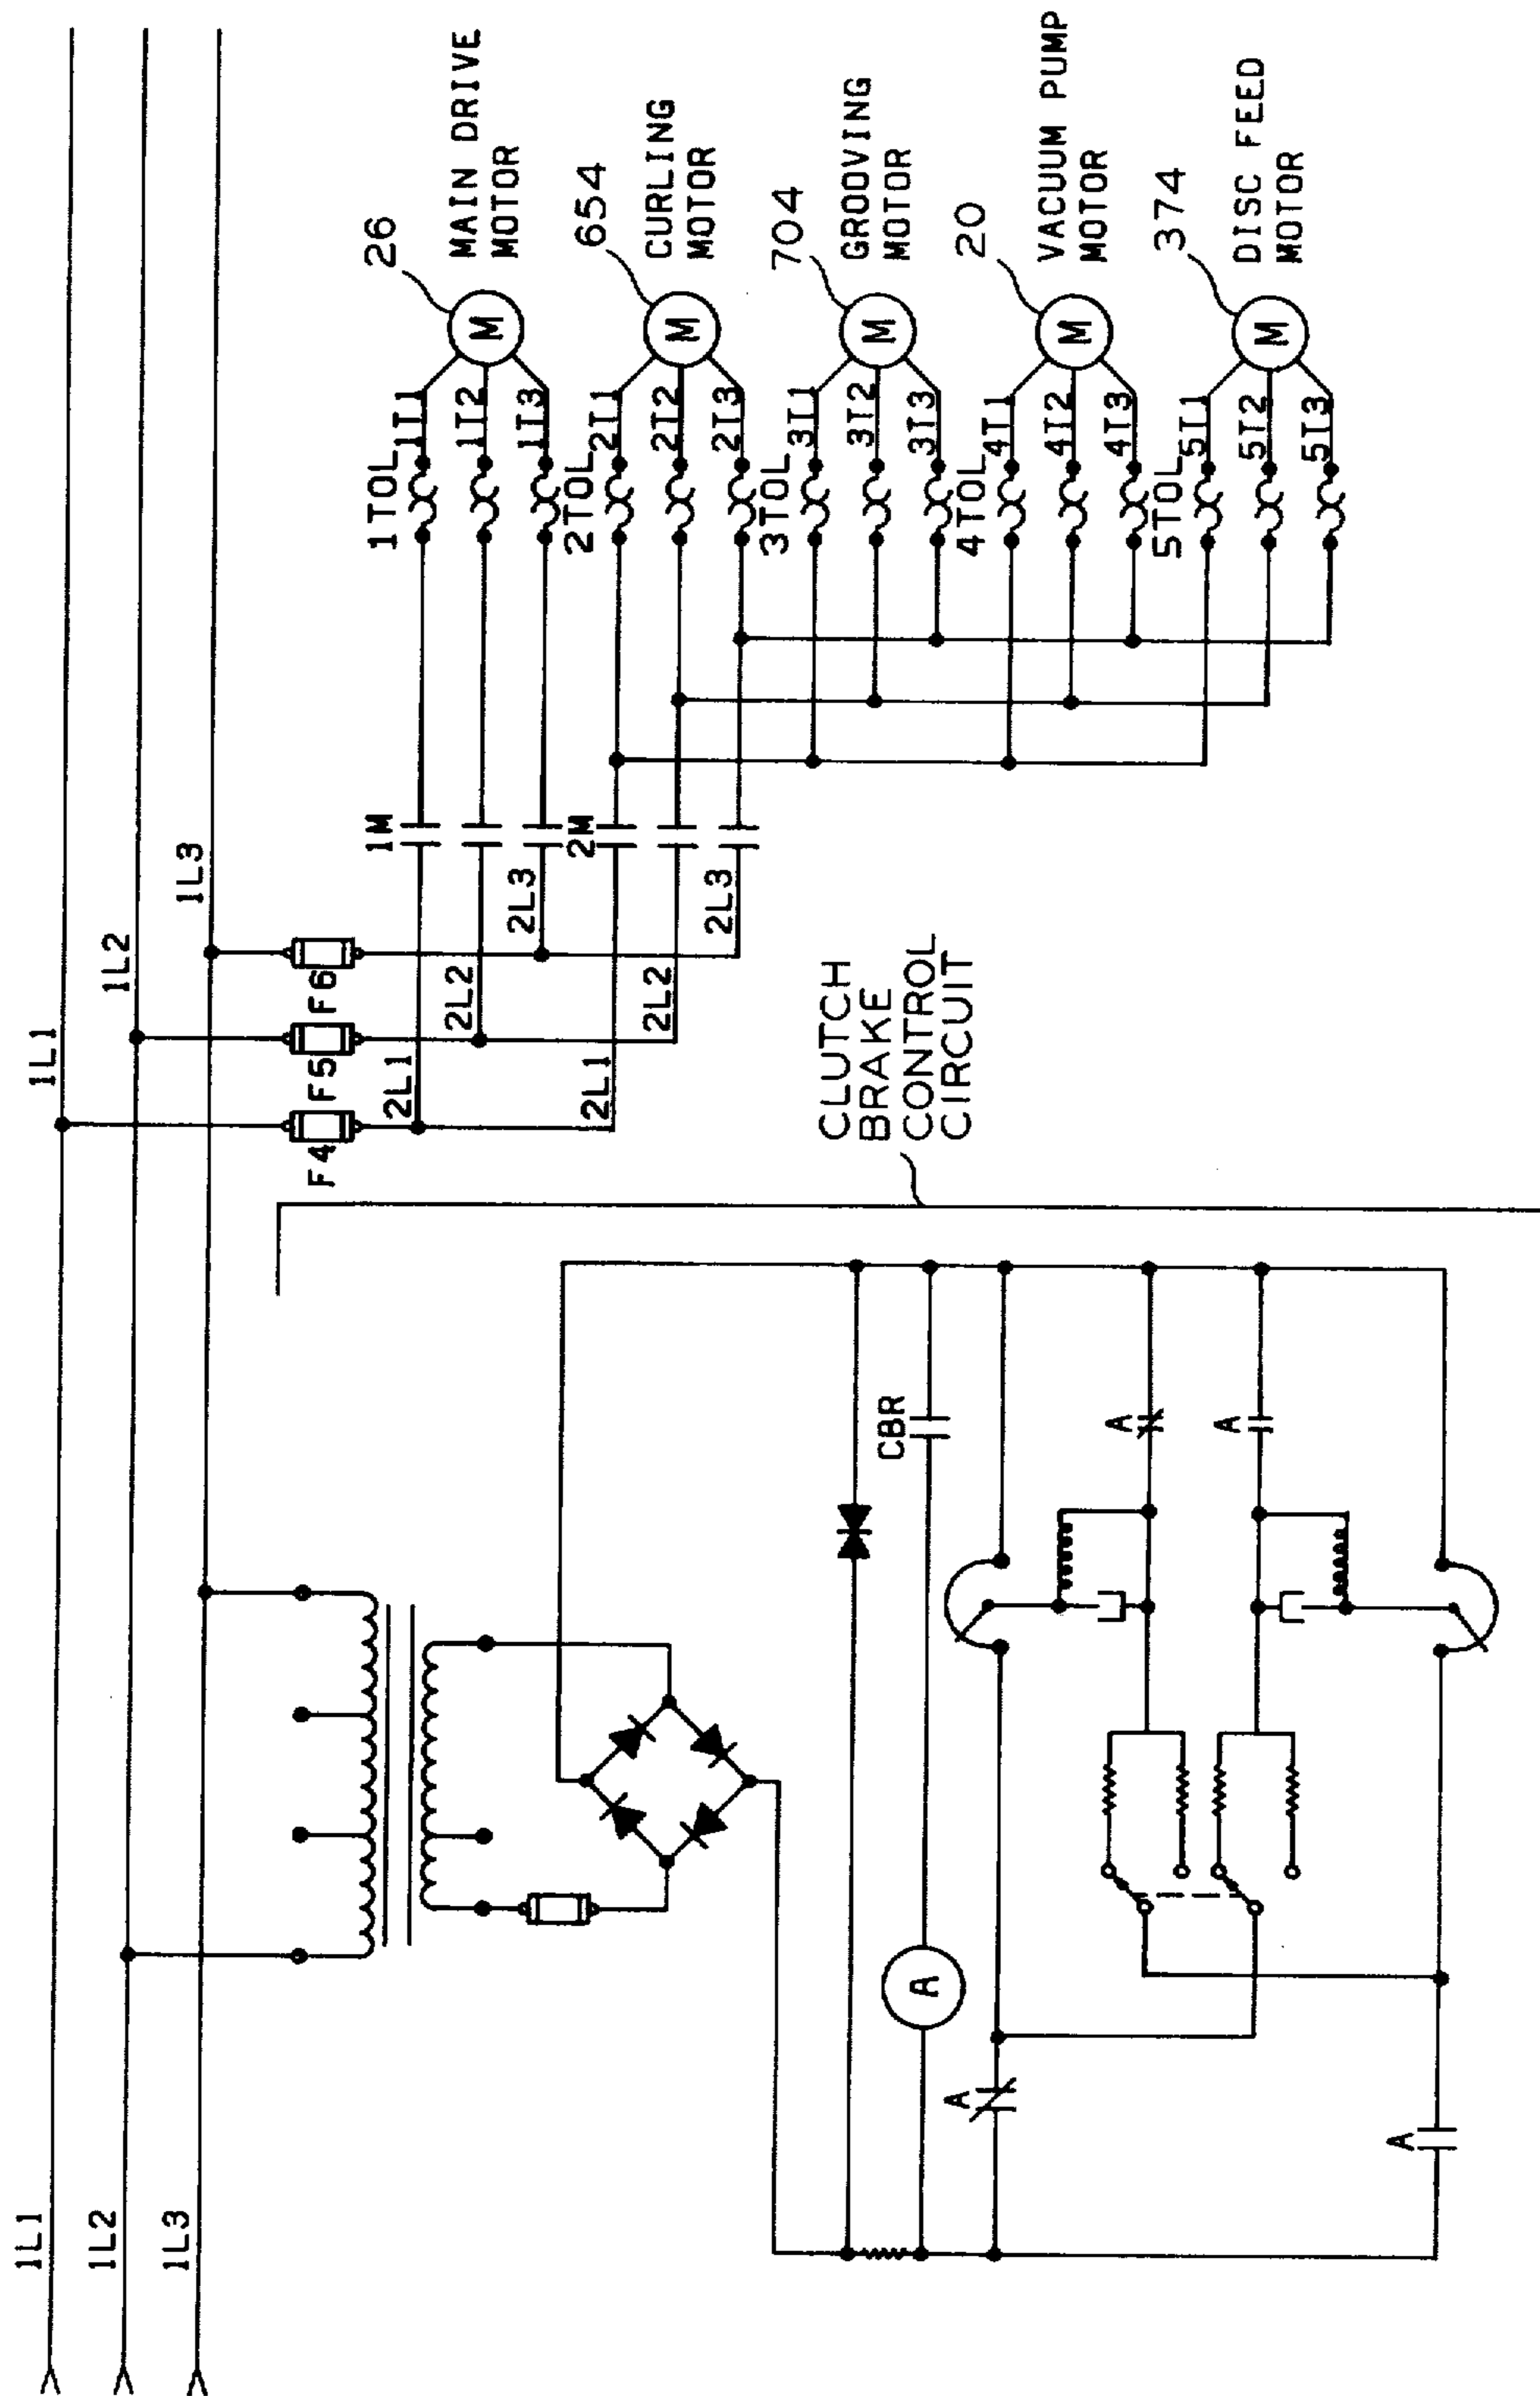 1L1
1L2
1L3
1L1
1L2
1L3
F4
F5
F6
2L1
2L2
2L3
2L1
2L2
2L3
1M
2M
1TOL
1T1
1T2
1T3
2TOL
2T1
2T2
2T3
3TOL
3T1
3T2
3T3
4TOL
4T1
4T2
4T3
5TOL
5T1
5T2
5T3
M
M
M
M
M
26
MAIN DRIVE
MOTOR
654
CURLING
MOTOR
704
GROOVING
MOTOR
20
VACUUM PUMP
MOTOR
374
DISC FEED
MOTOR
CLUTCH
BRAKE
CONTROL
CIRCUIT
CBR
A
A
A
A
A